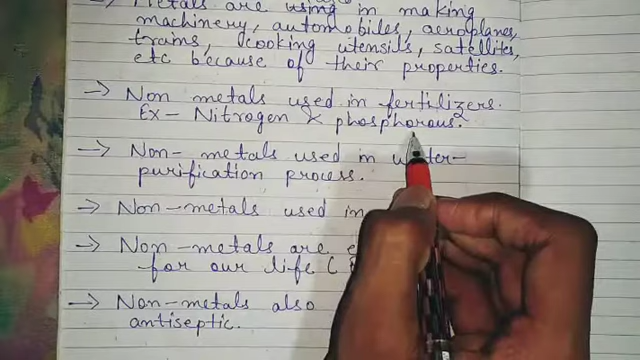 → Metals are using in making
machinery, automobiles, aeroplanes,
trains, cooking utensils, satellites,
etc because of their properties.
→ Non metals used in fertilizers.
Ex- Nitrogen & phosphorous.
→ Non-metals used in water-
purification process.
→ Non-metals used in
→ Non-metals are
for our life (
→ Non-metals also
antiseptic.